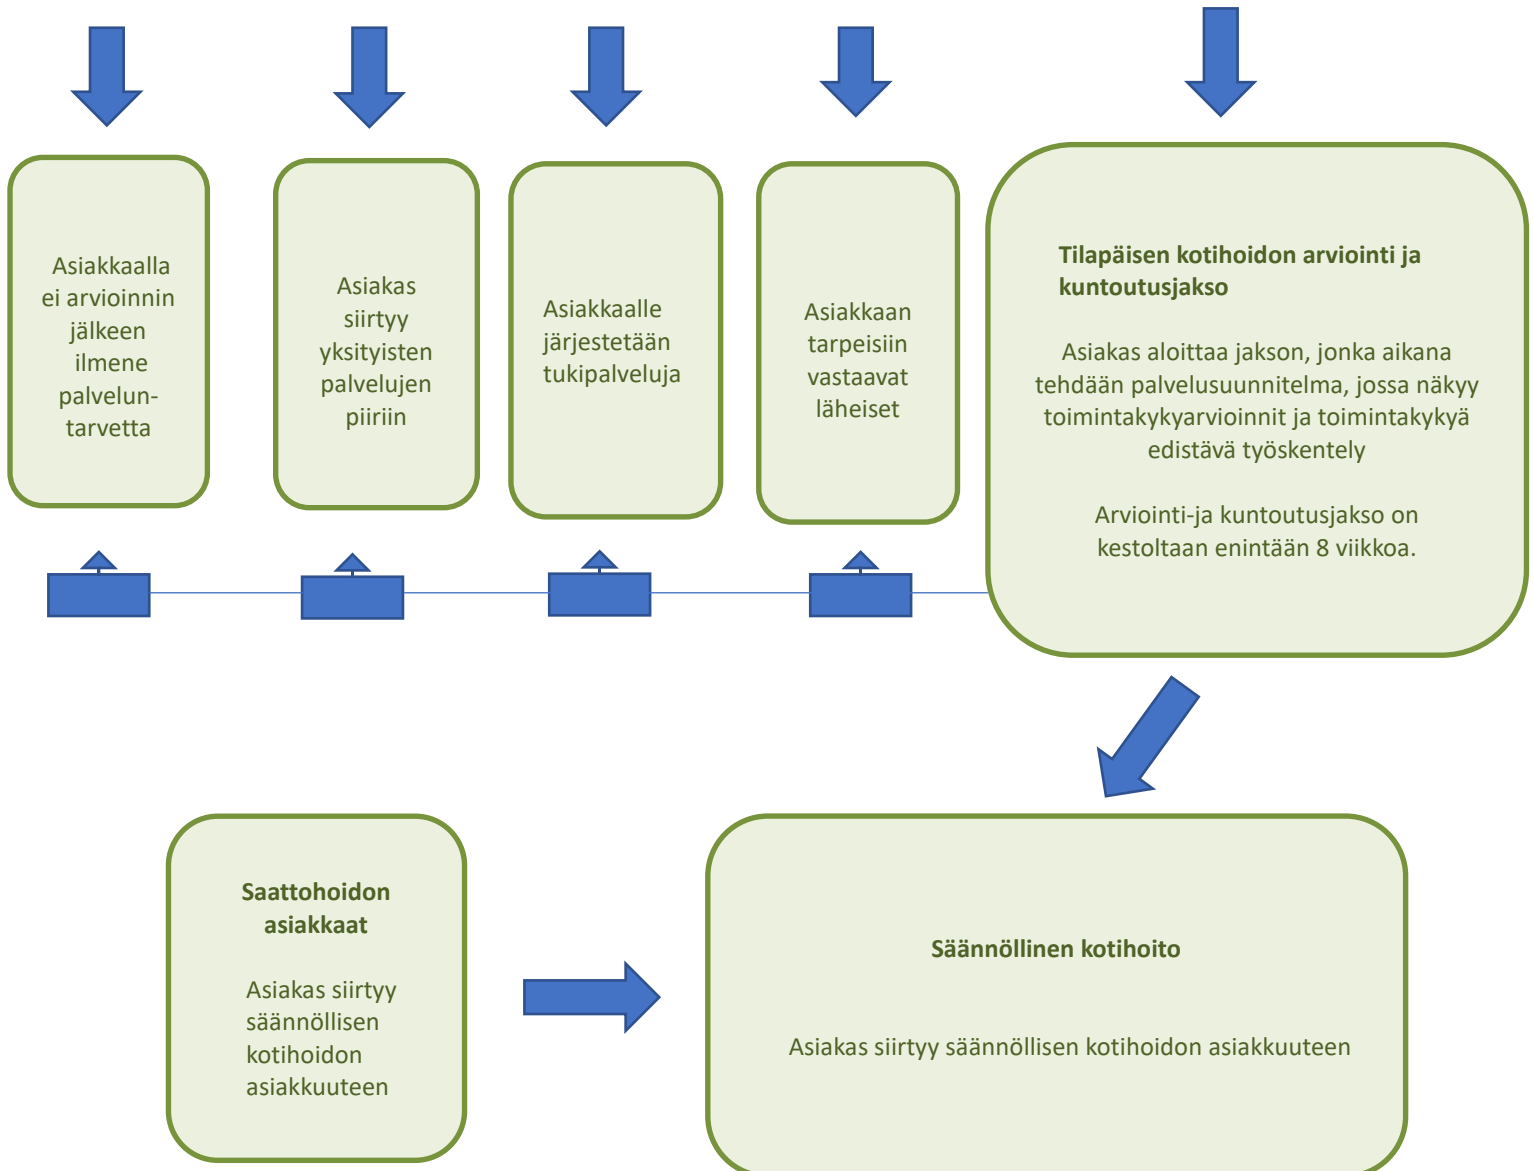 Asiakkaalla
ei arvioinnin
jälkeen
ilmene
palvelun-
tarvetta
Asiakas
siirtyy
yksityisten
palvelujen
piiriin
Asiakkaalle
järjestetään
tukipalveluja
Asiakkaan
tarpeisiin
vastaavat
läheiset
Tilapäisen kotihoidon arviointi ja
kuntoutusjakso
Asiakas aloittaa jakson, jonka aikana
tehdään palvelusuunnitelma, jossa näkyy
toimintakykyarvioinnit ja toimintakykyä
edistävä työskentely
Arviointi-ja kuntoutusjakso on
kestoltaan enintään 8 viikkoa.
Saattohoidon
asiakkaat
Asiakas siirtyy
säännöllisen
kotihoidon
asiakkuuteen
Säännöllinen kotihoito
Asiakas siirtyy säännöllisen kotihoidon asiakkuuteen